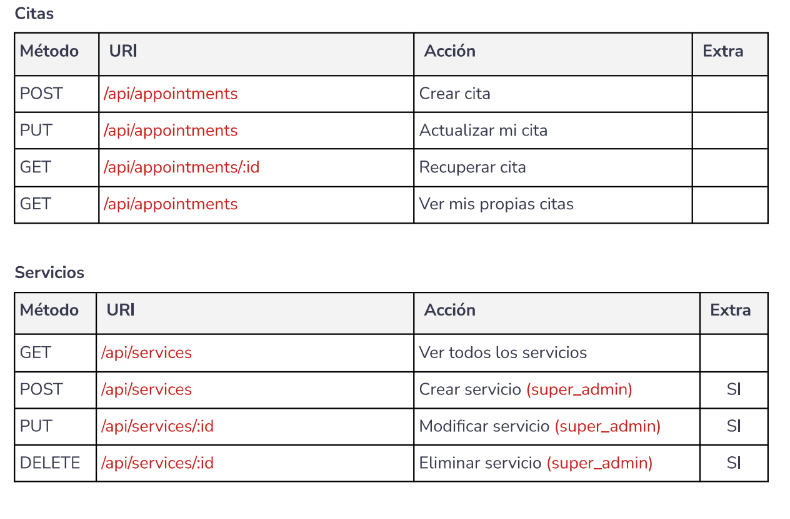 Citas
Método URI Acción Extra
POST /api/appointments Crear cita
PUT /api/appointments Actualizar mi cita
GET /api/appointments/:id Recuperar cita
GET /api/appointments Ver mis propias citas
Servicios
Método URI Acción Extra
GET /api/services Ver todos los servicios
POST /api/services Crear servicio (super_admin) SI
PUT /api/services/:id Modificar servicio (super_admin) SI
DELETE /api/services/:id Eliminar servicio (super_admin) SI